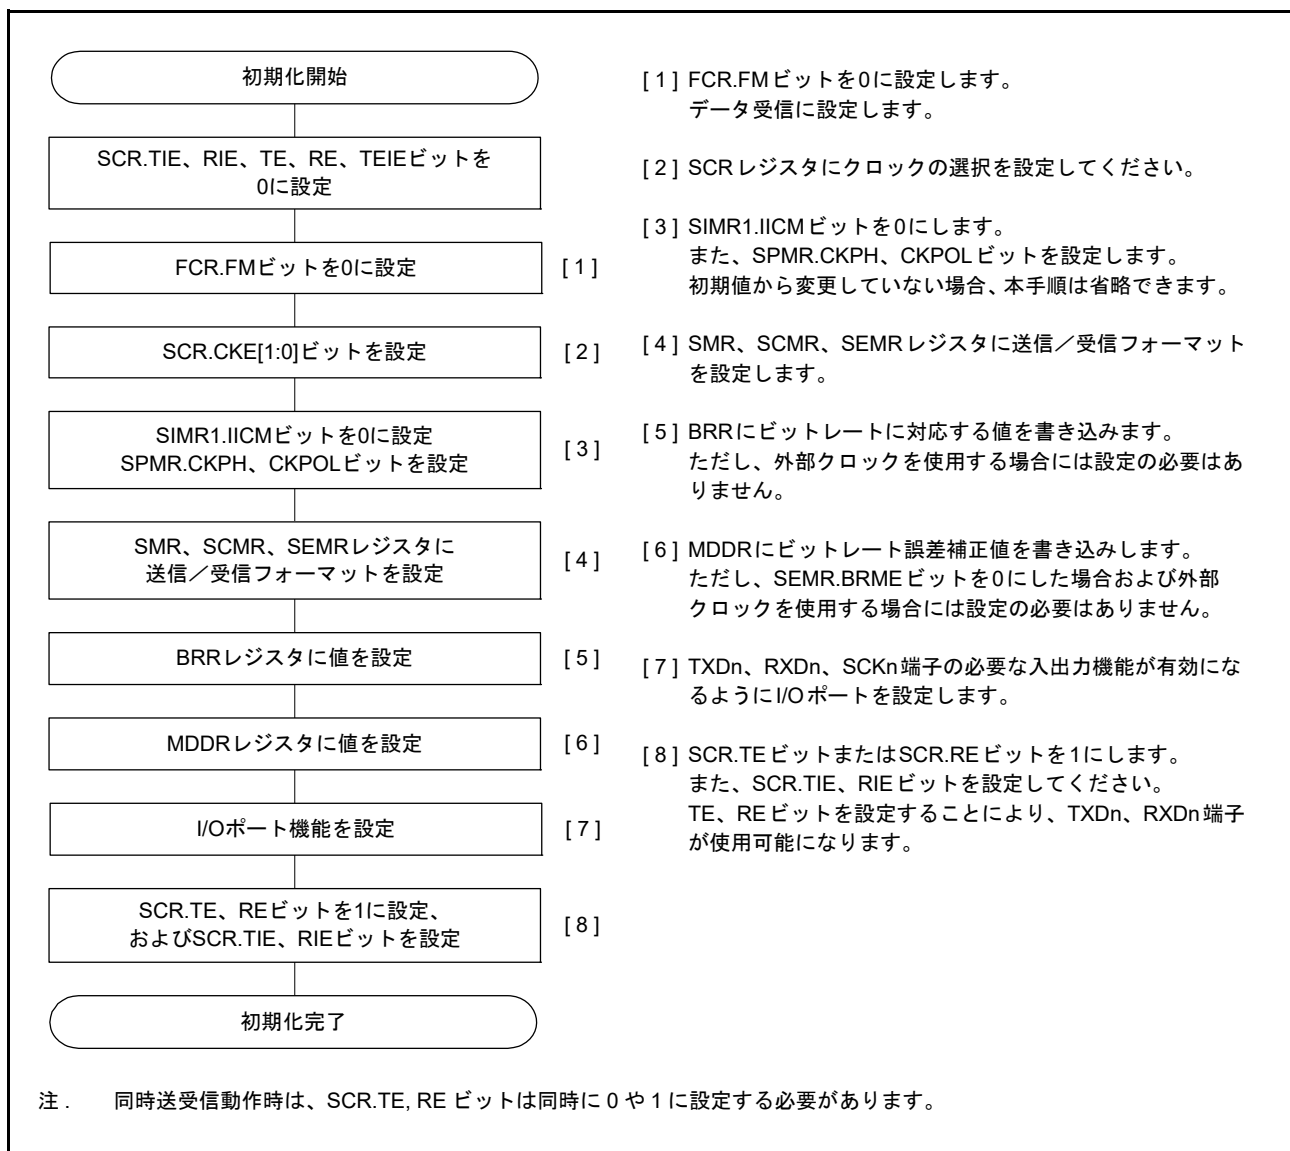 初期化開始
SCR.TIE、RIE、TE、RE、TEIEビットを
0に設定
FCR.FMビットを0に設定
[ 1 ]
SCR.CKE[1:0]ビットを設定
[ 2 ]
SIMR1.IICMビットを0に設定
SPMR.CKPH、CKPOLビットを設定
[ 3 ]
SMR、SCMR、SEMRレジスタに
送信／受信フォーマットを設定
[ 4 ]
BRRレジスタに値を設定
[ 5 ]
MDDRレジスタに値を設定
[ 6 ]
I/Oポート機能を設定
[ 7 ]
SCR.TE、REビットを1に設定、
およびSCR.TIE、RIEビットを設定
[ 8 ]
初期化完了
[ 1 ] FCR.FMビットを0に設定します。
データ受信に設定します。
[ 2 ] SCRレジスタにクロックの選択を設定してください。
[ 3 ] SIMR1.IICMビットを0にします。
また、SPMR.CKPH、CKPOLビットを設定します。
初期値から変更していない場合、本手順は省略できます。
[ 4 ] SMR、SCMR、SEMRレジスタに送信／受信フォーマット
を設定します。
[ 5 ] BRRにビットレートに対応する値を書き込みます。
ただし、外部クロックを使用する場合には設定の必要はあ
りません。
[ 6 ] MDDRにビットレート誤差補正値を書き込みします。
ただし、SEMR.BRMEビットを0にした場合および外部
クロックを使用する場合には設定の必要はありません。
[ 7 ] TXDn、RXDn、SCKn端子の必要な入出力機能が有効にな
るようにI/Oポートを設定します。
[ 8 ] SCR.TEビットまたはSCR.REビットを1にします。
また、SCR.TIE、RIEビットを設定してください。
TE、REビットを設定することにより、TXDn、RXDn端子
が使用可能になります。
注 . 同時送受信動作時は、SCR.TE, RE ビットは同時に 0 や 1 に設定する必要があります。